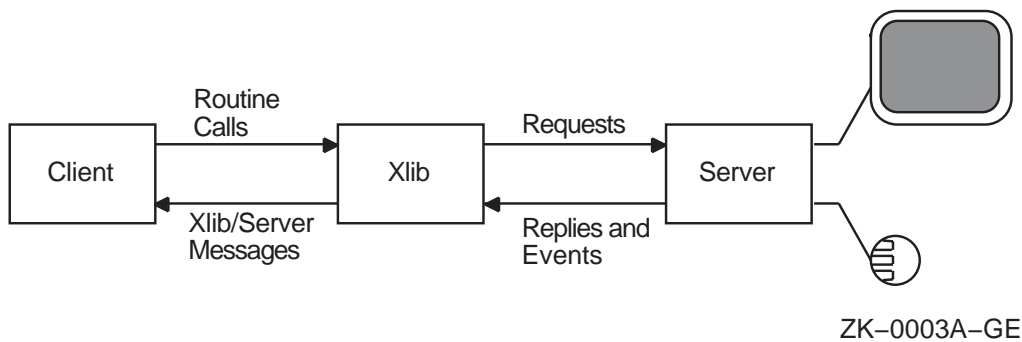 Routine
Calls
Requests
Client
Xlib
Server
Xlib/Server
Messages
Replies and
Events
ZK–0003A–GE